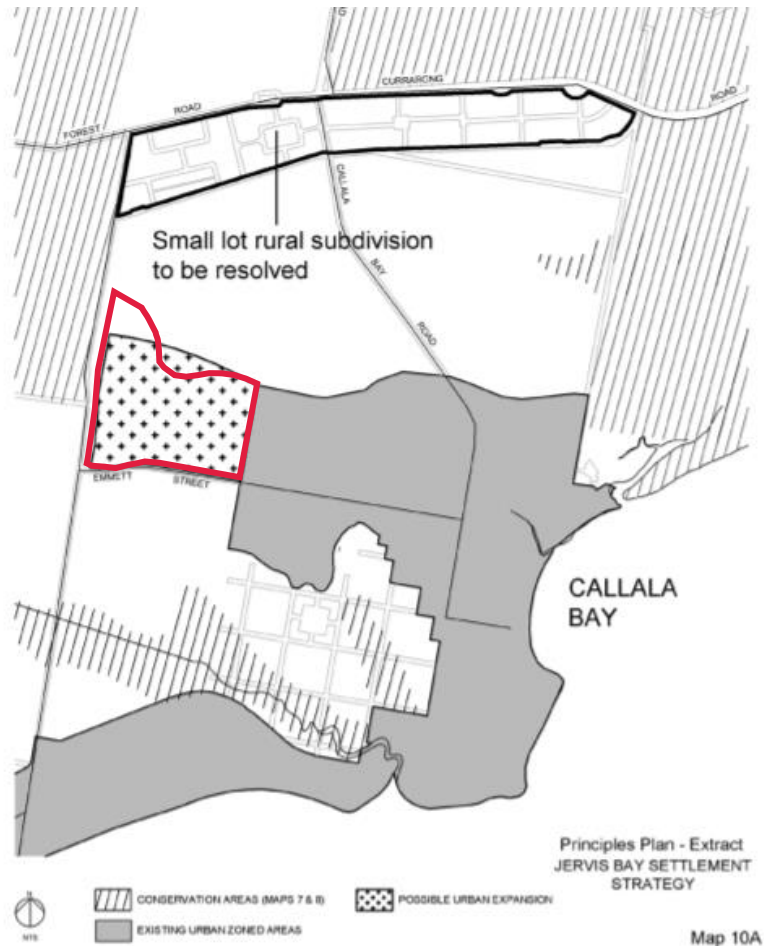 CURRARONG
ROAD
ROAD
FOREST
CALLALA
Small lot rural subdivision
to be resolved
BAY
ROAD
EMMETT STREET
CALLALA
BAY
Principles Plan - Extract
JERVIS BAY SETTLEMENT
STRATEGY
N
CONSERVATION AREAS (MAPS 7 & 8)
POSSIBLE URBAN EXPANSION
NTS
EXISTING URBAN ZONED AREAS
Map 10A